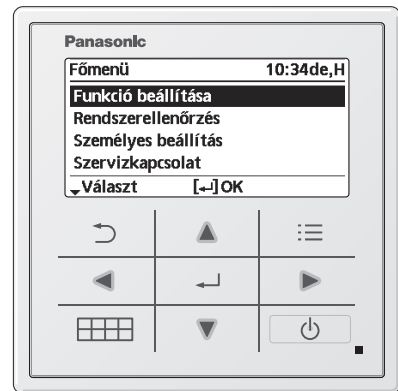 Panasonic
Főmenü 10:34de,H
Funkció beállítása
Rendszerellenőrzés
Személyes beállítás
Szervizkapcsolat
Választ [↵]OK